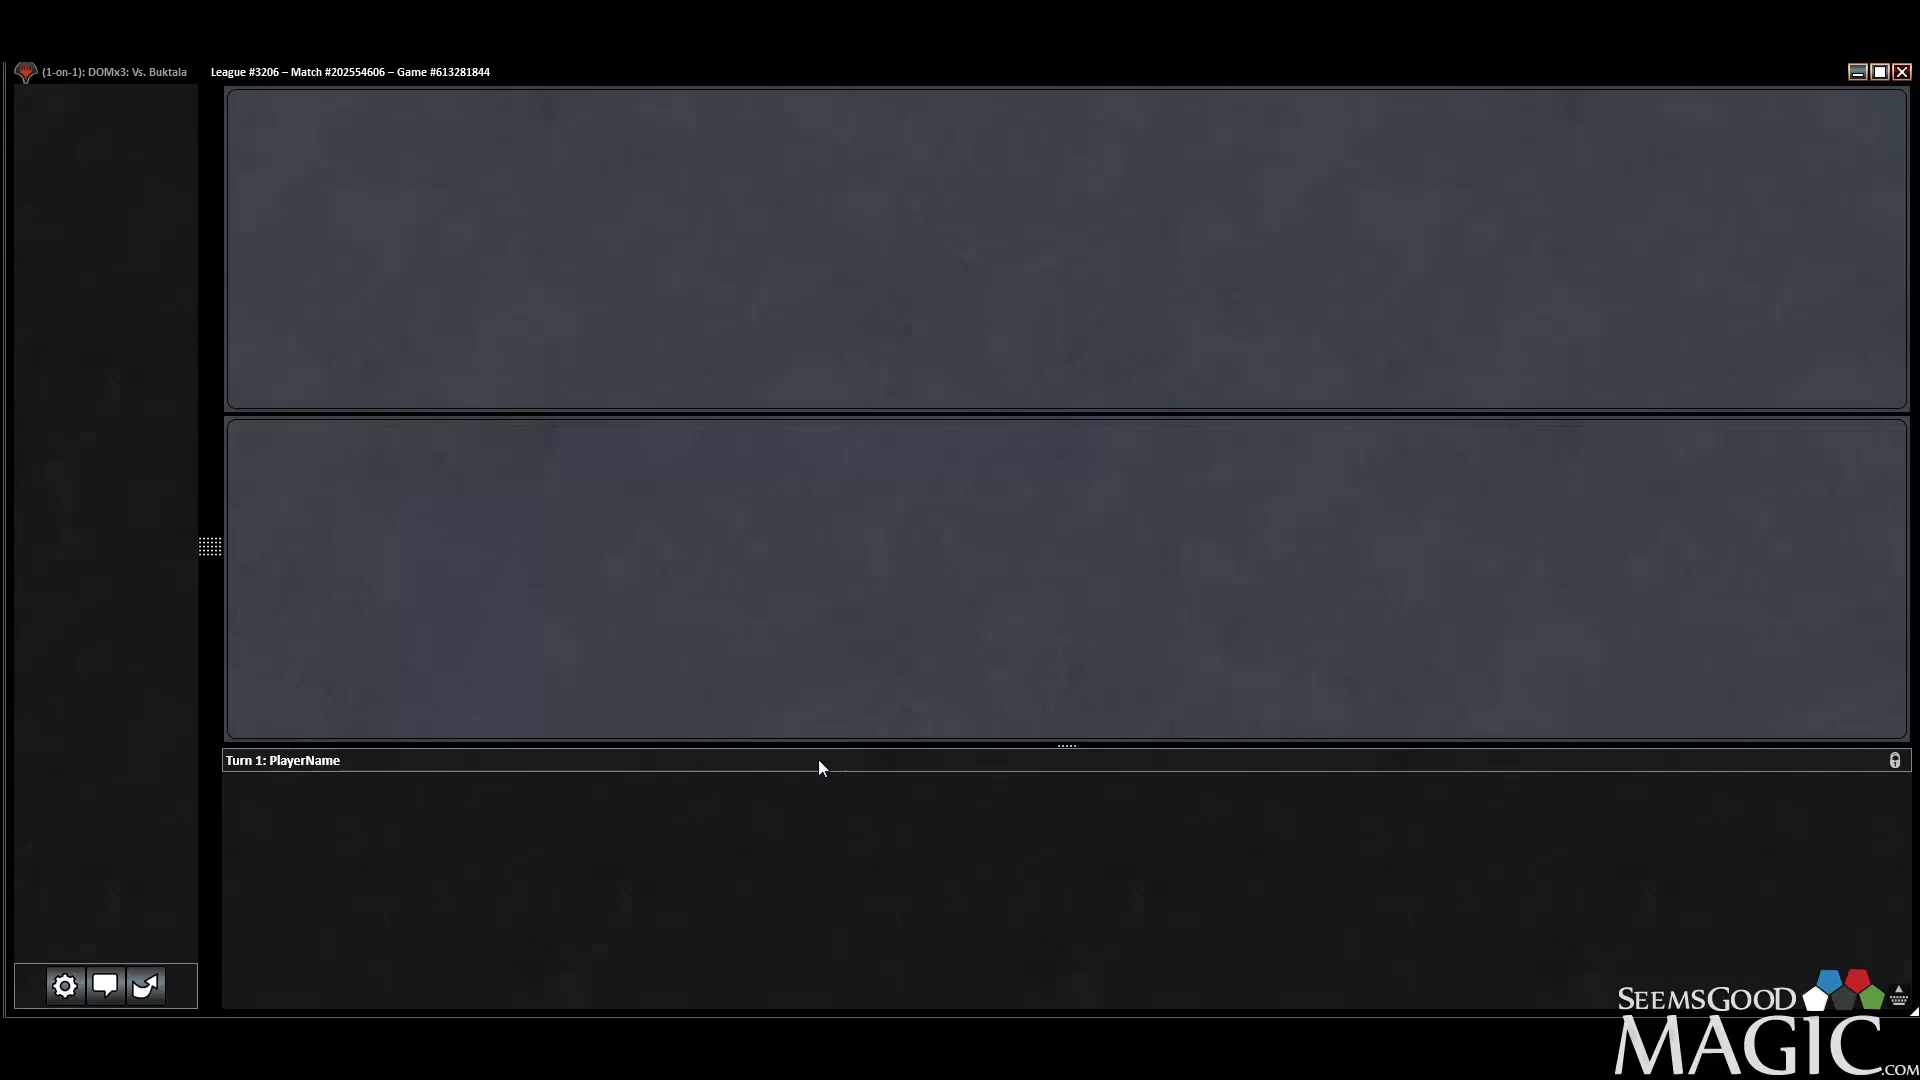 (1-on-1): DOMx3: Vs. Buktala
League #3206 – Match #202554606 – Game #613281844
Turn 1: PlayerName
SEEMSGOOD
MAGIC.COM